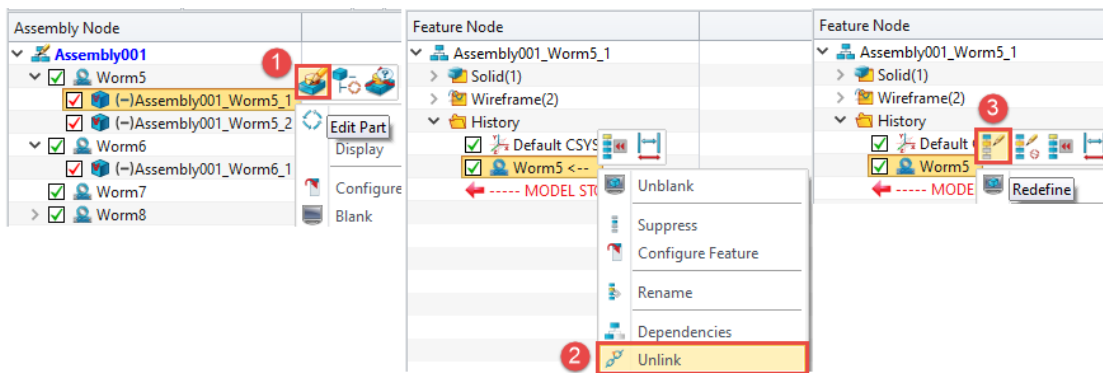 Assembly Node
Assembly001
1
Worm5
(-)Assembly001_Worm5_1
(-)Assembly001_Worm5_2
Edit Part
Display
Worm6
(-)Assembly001_Worm6_1
Configure
Worm7
Blank
Worm8
Feature Node
Assembly001_Worm5_1
Solid(1)
Wireframe(2)
History
Default CSYS
Worm5 <--
----- MODEL STO
Unblank
Suppress
Configure Feature
Rename
Dependencies
2
Unlink
Feature Node
Assembly001_Worm5_1
Solid(1)
Wireframe(2)
3
History
Default
Worm5
----- MODE
Redefine